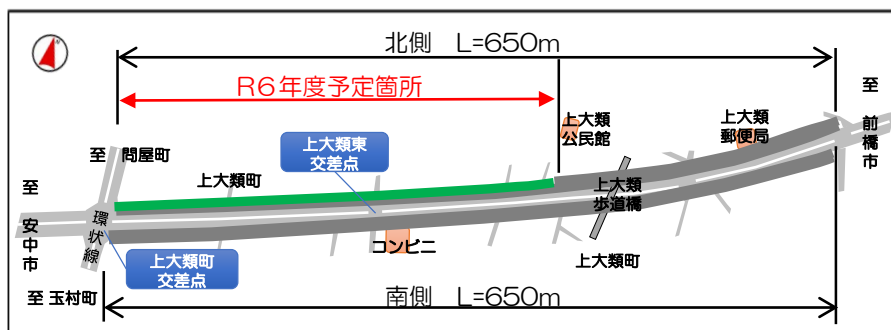 北側 L=650m
R6年度予定箇所
至
前橋市
上大類
公民館
上大類
郵便局
上大類東
交差点
至 問屋町
上大類町
至
安中市
環状線
上大類
歩道橋
コンビニ
上大類町
交差点
上大類町
至 玉村町
南側 L=650m